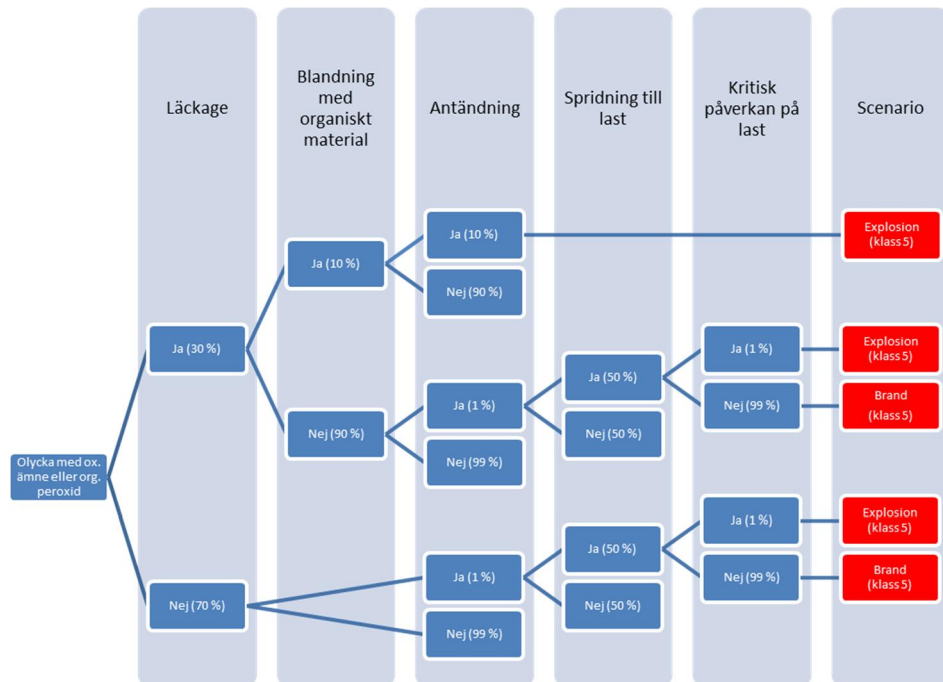 Läckage
Blandning
med
organiskt
material
Antändning
Spridning till
last
Kritisk
påverkan på
last
Scenario
Olycka med ox.
ämne eller org.
peroxid
Ja (30 %)
Nej (70 %)
Ja (10 %)
Nej (90 %)
Ja (10 %)
Nej (90 %)
Ja (1 %)
Nej (99 %)
Ja (1 %)
Nej (99 %)
Ja (50 %)
Nej (50 %)
Ja (50 %)
Nej (50 %)
Ja (1 %)
Nej (99 %)
Ja (1 %)
Nej (99 %)
Explosion
(klass 5)
Explosion
(klass 5)
Brand
(klass 5)
Explosion
(klass 5)
Brand
(klass 5)